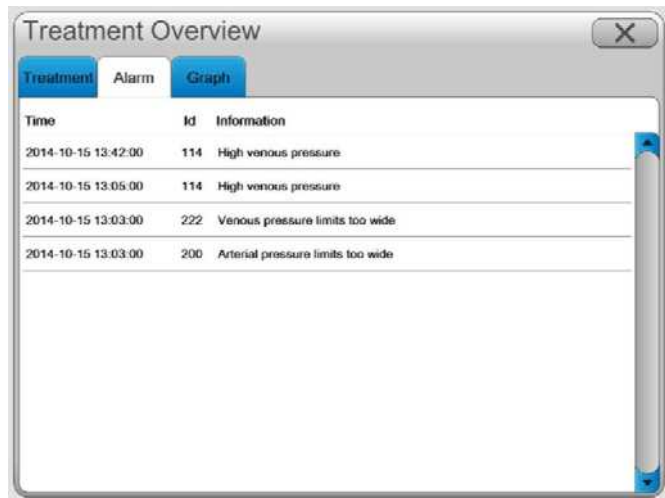 Treatment Overview
Treatment Alarm Graph
Time Id Information
2014-10-15 13:42:00 114 High venous pressure
2014-10-15 13:05:00 114 High venous pressure
2014-10-15 13:03:00 222 Venous pressure limits too wide
2014-10-15 13:03:00 200 Arterial pressure limits too wide